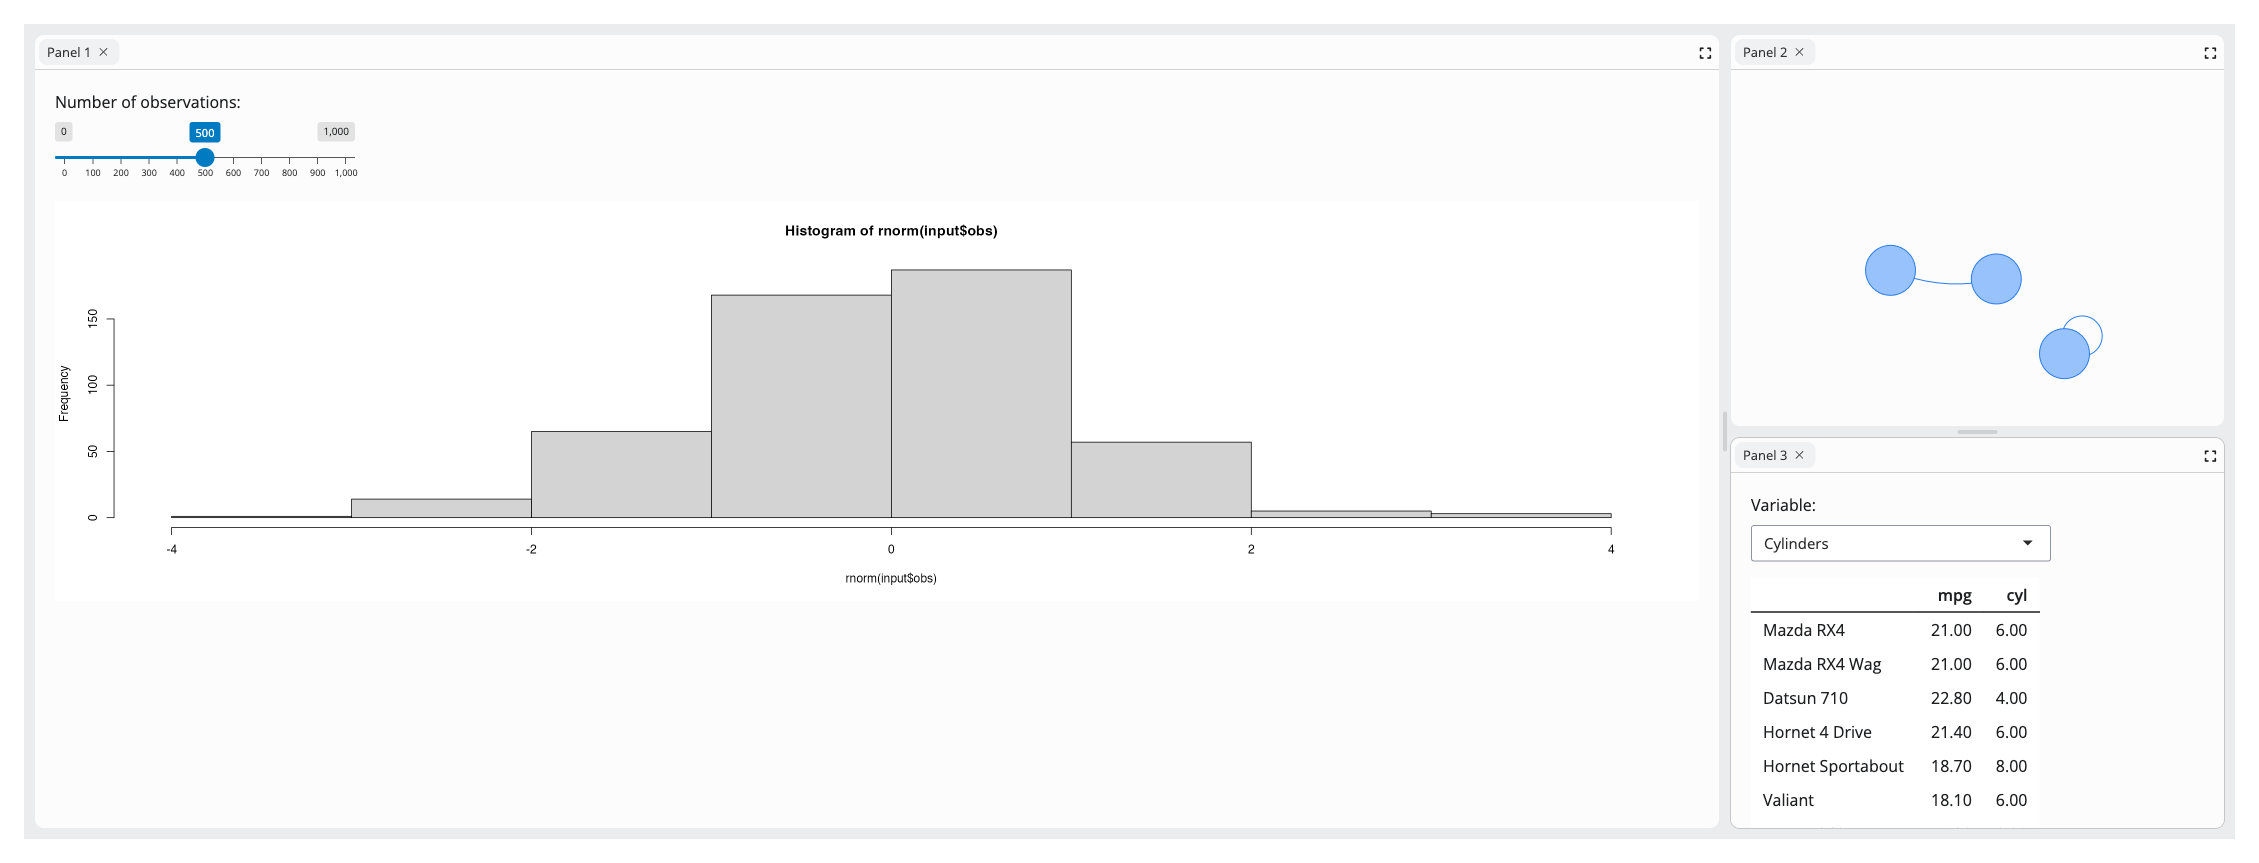 Panel 1
Number of observations:
0 500 1,000
0 100 200 300 400 500 600 700 800 900 1,000
Histogram of rnorm(input$obs)
Frequency
150
100
50
0
-4 -2 0 2 4
rnorm(input$obs)
Panel 2
Panel 3
Variable:
Cylinders
mpg cyl
Mazda RX4 21.00 6.00
Mazda RX4 Wag 21.00 6.00
Datsun 710 22.80 4.00
Hornet 4 Drive 21.40 6.00
Hornet Sportabout 18.70 8.00
Valiant 18.10 6.00